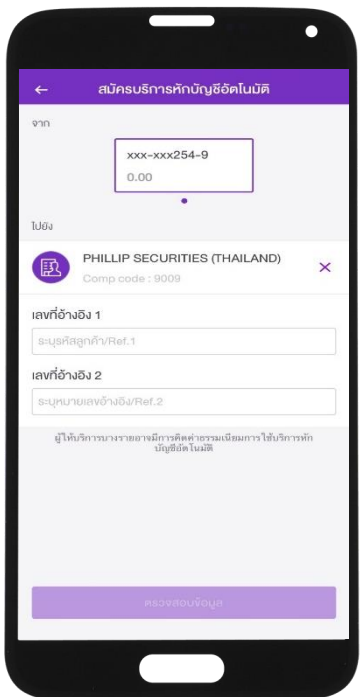 สมัครบริการหักบัญชีอัตโนมัติ
จาก
xxx-xxx254-9
0.00
ไปยัง
PHILLIP SECURITIES (THAILAND)
Comp code : 9009
เลขที่อ้างอิง 1
ระบุรหัสลูกค้า/Ref.1
เลขที่อ้างอิง 2
ระบุหมายเลขอ้างอิง/Ref.2
ผู้ให้บริการบางรายอาจมีการคิดค่าธรรมเนียมการใช้บริการหัก
บัญชีอัตโนมัติ
ตรวจสอบข้อมูล